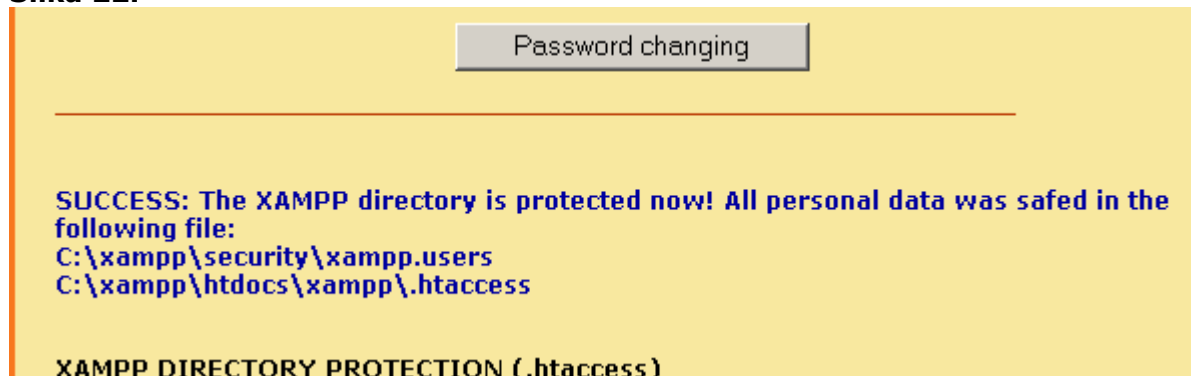 Password changing
SUCCESS: The XAMPP directory is protected now! All personal data was safed in the
following file:
C:\xampp\security\xampp.users
C:\xampp\htdocs\xampp\.htaccess
XAMPP DIRECTORY PROTECTION (.htaccess)